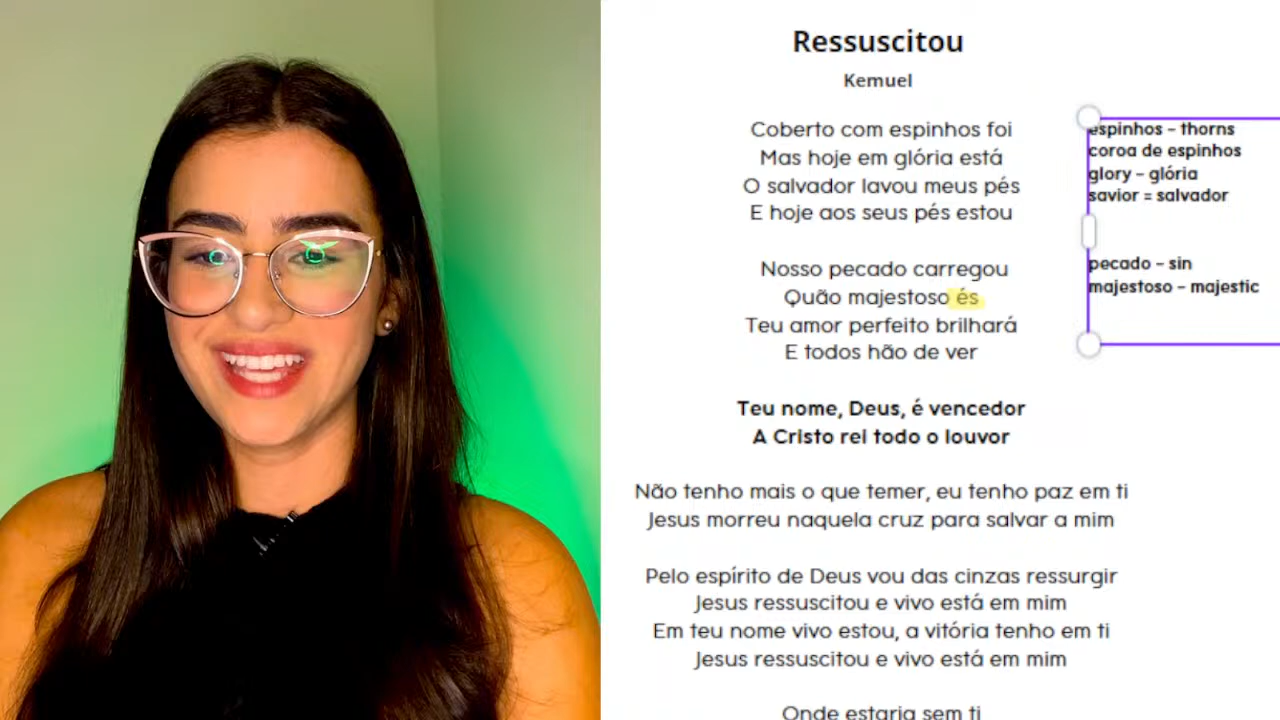 Ressuscitou
Kemuel
Coberto com espinhos foi
Mas hoje em glória está
O salvador lavou meus pés
E hoje aos seus pés estou
Nosso pecado carregou
Quão majestoso és
Teu amor perfeito brilhará
E todos hão de ver
Teu nome, Deus, é vencedor
A Cristo rei todo o louvor
Não tenho mais o que temer, eu tenho paz em ti
Jesus morreu naquela cruz para salvar a mim
Pelo espírito de Deus vou das cinzas ressurgir
Jesus ressuscitou e vivo está em mim
Em teu nome vivo estou, a vitória tenho em ti
Jesus ressuscitou e vivo está em mim
Onde estaria sem ti
espinhos - thorns
coroa de espinhos
glory - glória
savior = salvador
pecado - sin
majestoso - majestic